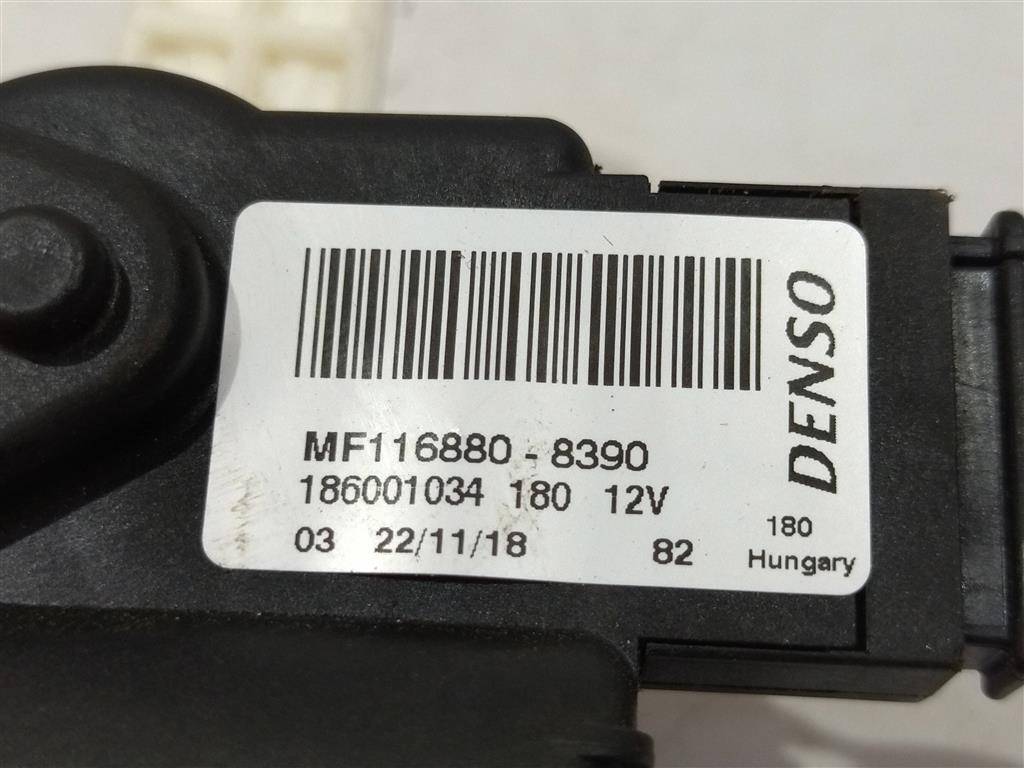 MF116880-8390
186001034 180 12V
03 22/11/18 82
DENSO
180
Hungary